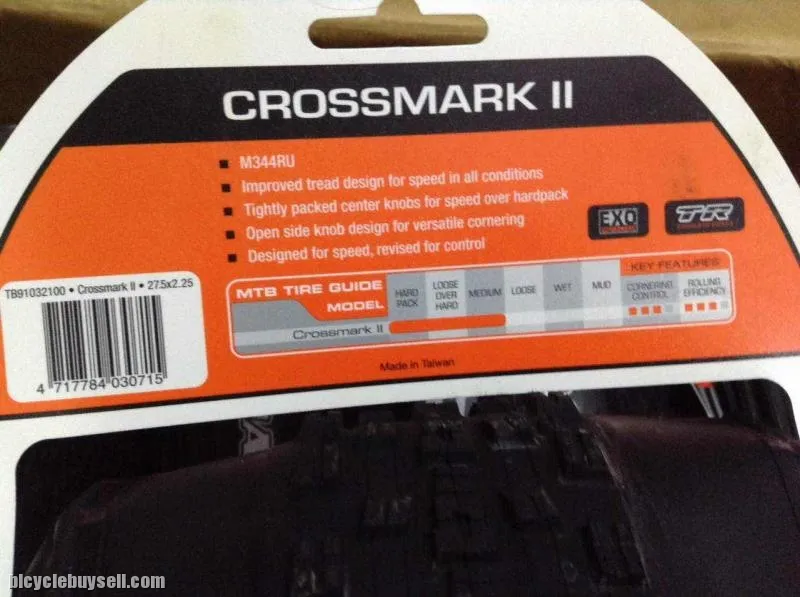 CROSSMARK II
M344RU
Improved tread design for speed in all conditions
Tightly packed center knobs for speed over hardpack
Open side knob design for versatile cornering
Designed for speed, revised for control
EXO
TR
TB91032100 • Crossmark II • 27.5x2.25
4 717784 030715
MTB TIRE GUIDE
MODEL
HARD PACK
LOOSE OVER HARD
MEDIUM
LOOSE
WET
MUD
KEY FEATURES
CORNERING CONTROL
ROLLING EFFICIENCY
Crossmark II
Made in Taiwan
bicyclebuysell.com